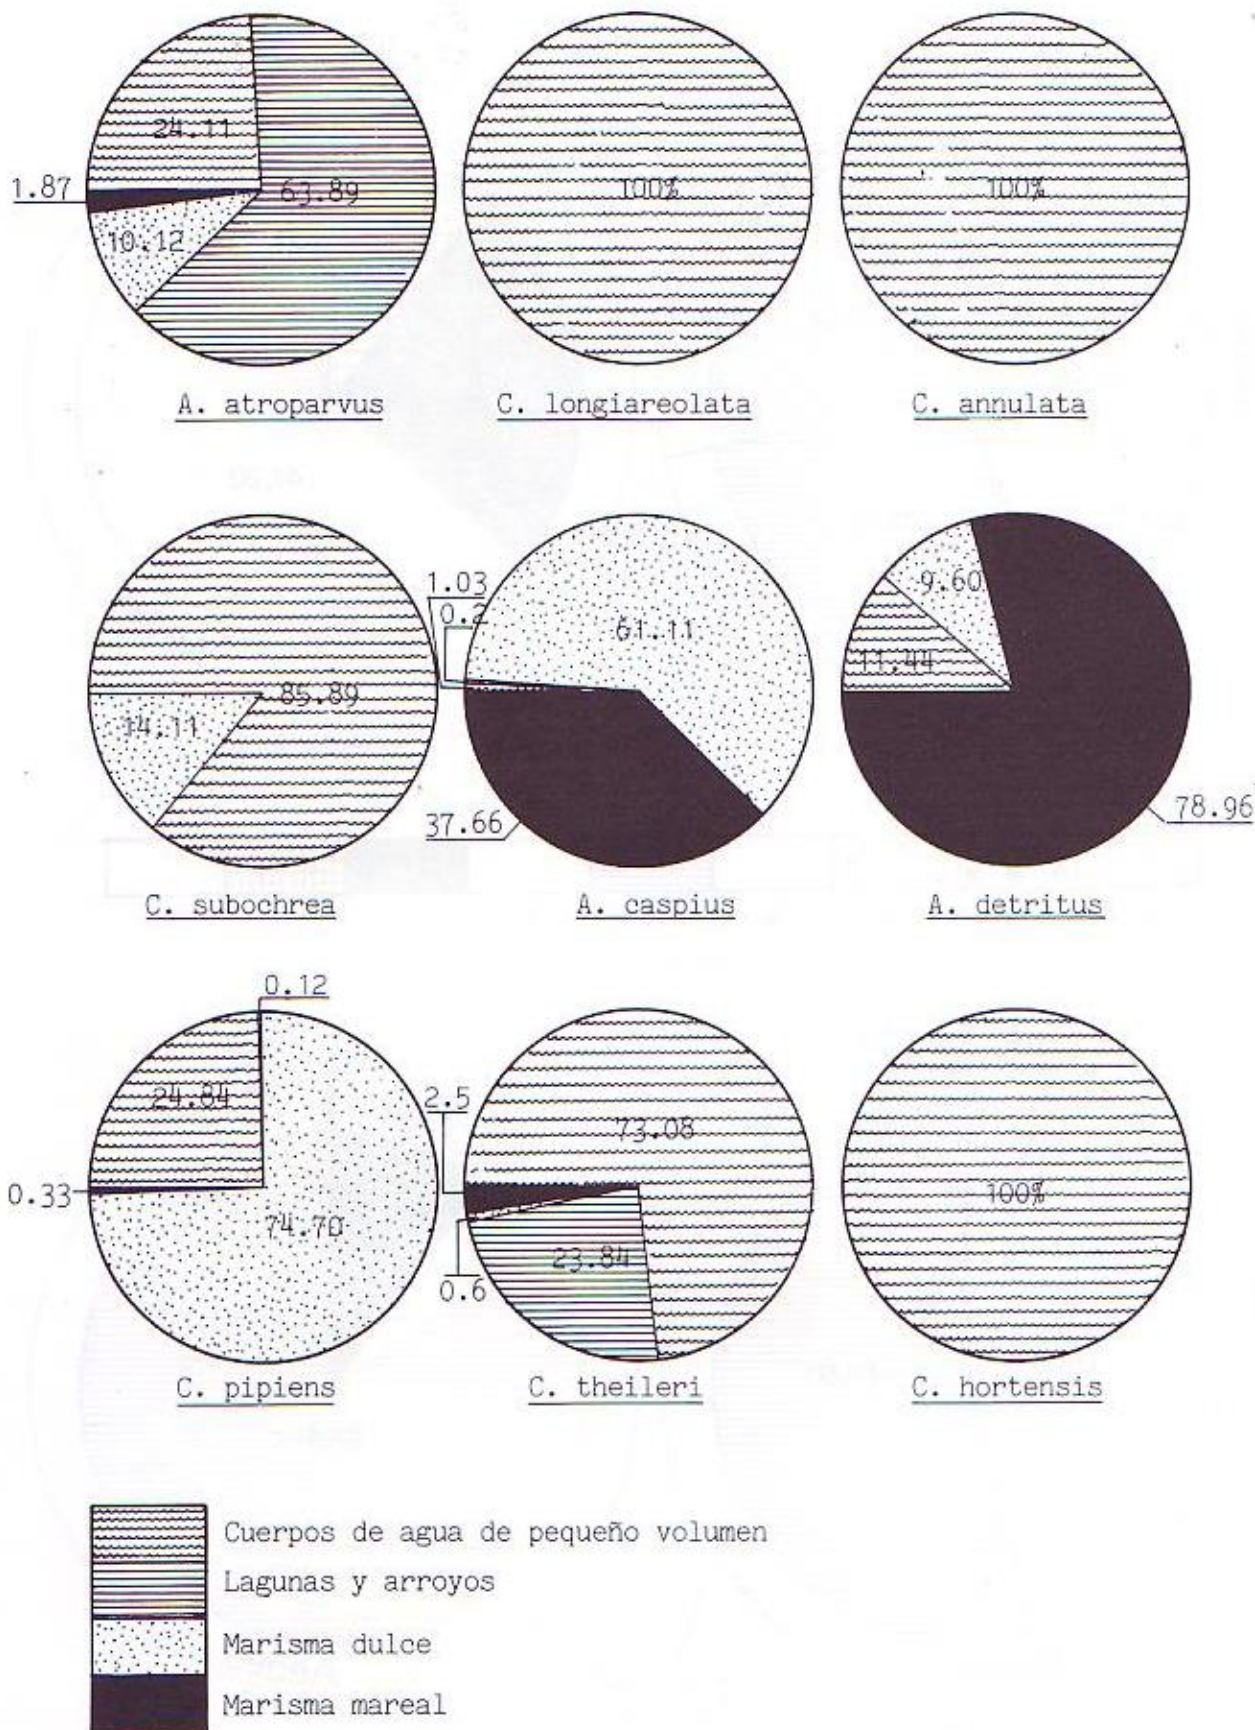 24.11
63.89
1.87
10.12
100%
100%
A. atroparvus
C. longiareolata
C. annulata
85.89
14.11
1.03
0.2
61.11
37.66
9.60
11.44
78.96
C. subochrea
A. caspius
A. detritus
0.12
24.84
0.33
74.70
2.5
73.08
0.6
23.84
100%
C. pipiens
C. theileri
C. hortensis
Cuerpos de agua de pequeño volumen
Lagunas y arroyos
Marisma dulce
Marisma mareal